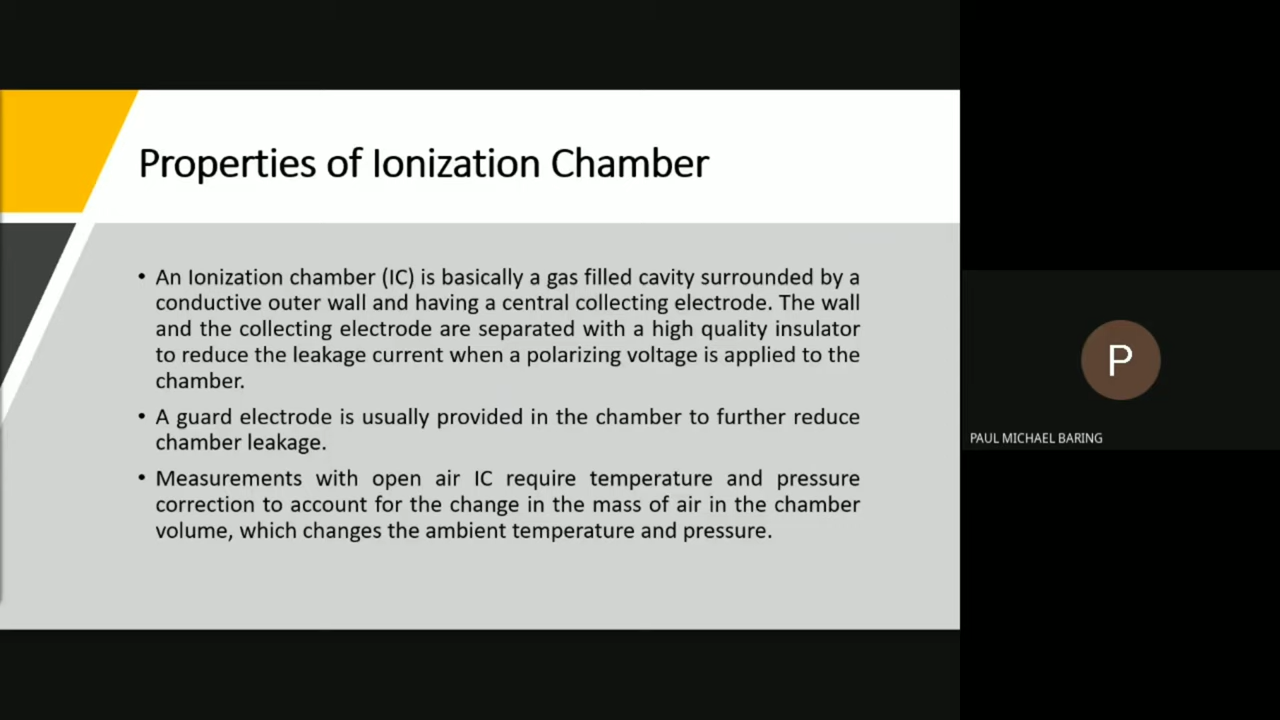 Properties of Ionization Chamber
• An Ionization chamber (IC) is basically a gas filled cavity surrounded by a
conductive outer wall and having a central collecting electrode. The wall
and the collecting electrode are separated with a high quality insulator
to reduce the leakage current when a polarizing voltage is applied to the
chamber.
• A guard electrode is usually provided in the chamber to further reduce
chamber leakage.
• Measurements with open air IC require temperature and pressure
correction to account for the change in the mass of air in the chamber
volume, which changes the ambient temperature and pressure.
P
PAUL MICHAEL BARING